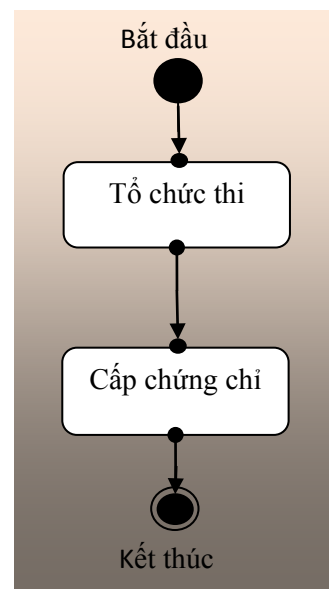 Bắt đầu
Tổ chức thi
Cấp chứng chỉ
Kết thúc